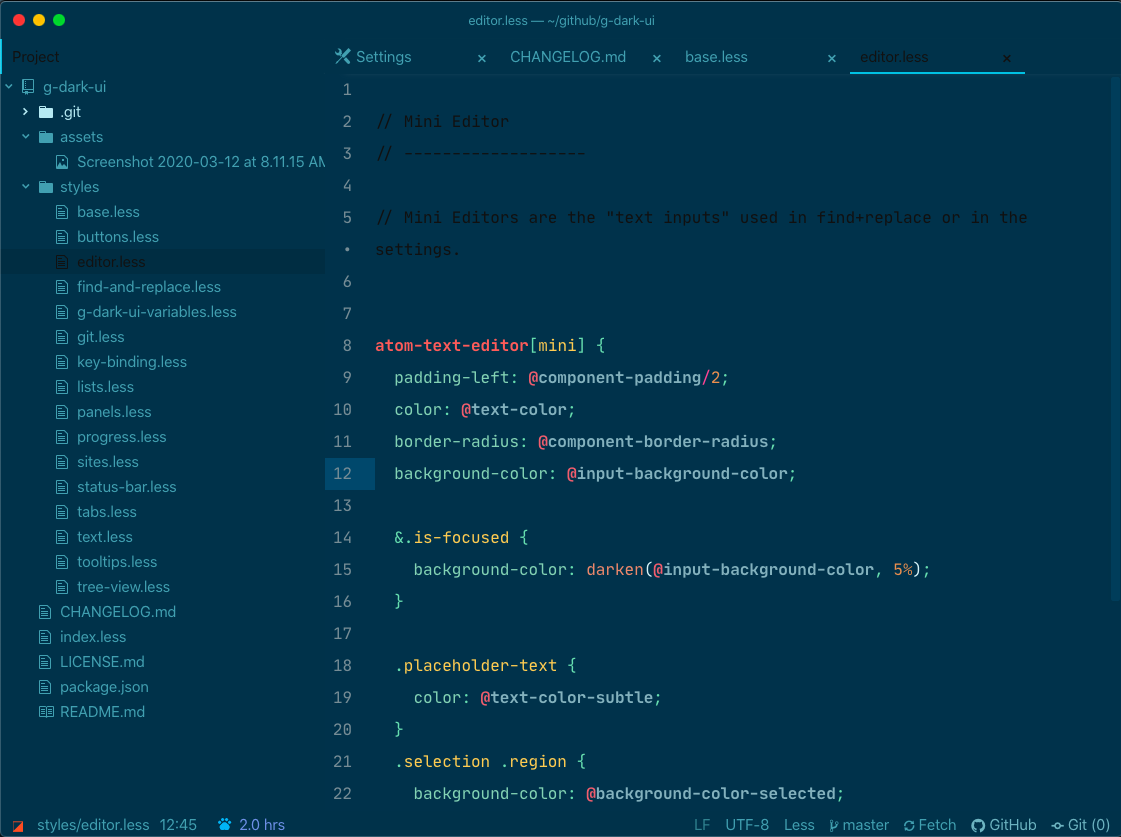 editor.less — ~/github/g-dark-ui
Project
Settings × CHANGELOG.md × base.less × editor.less ×
g-dark-ui
.git
assets
Screenshot 2020-03-12 at 8.11.15 AM
styles
base.less
buttons.less
editor.less
find-and-replace.less
g-dark-ui-variables.less
git.less
key-binding.less
lists.less
panels.less
progress.less
sites.less
status-bar.less
tabs.less
text.less
tooltips.less
tree-view.less
CHANGELOG.md
index.less
LICENSE.md
package.json
README.md
1
2 // Mini Editor
3 // -------------------
4
5 // Mini Editors are the "text inputs" used in find+replace or in the
• settings.
6
7
8 atom-text-editor[mini] {
9 padding-left: @component-padding/2;
10 color: @text-color;
11 border-radius: @component-border-radius;
12 background-color: @input-background-color;
13
14 &.is-focused {
15 background-color: darken(@input-background-color, 5%);
16 }
17
18 .placeholder-text {
19 color: @text-color-subtle;
20 }
21 .selection .region {
22 background-color: @background-color-selected;
styles/editor.less 12:45 2.0 hrs LF UTF-8 Less master Fetch GitHub Git (0)